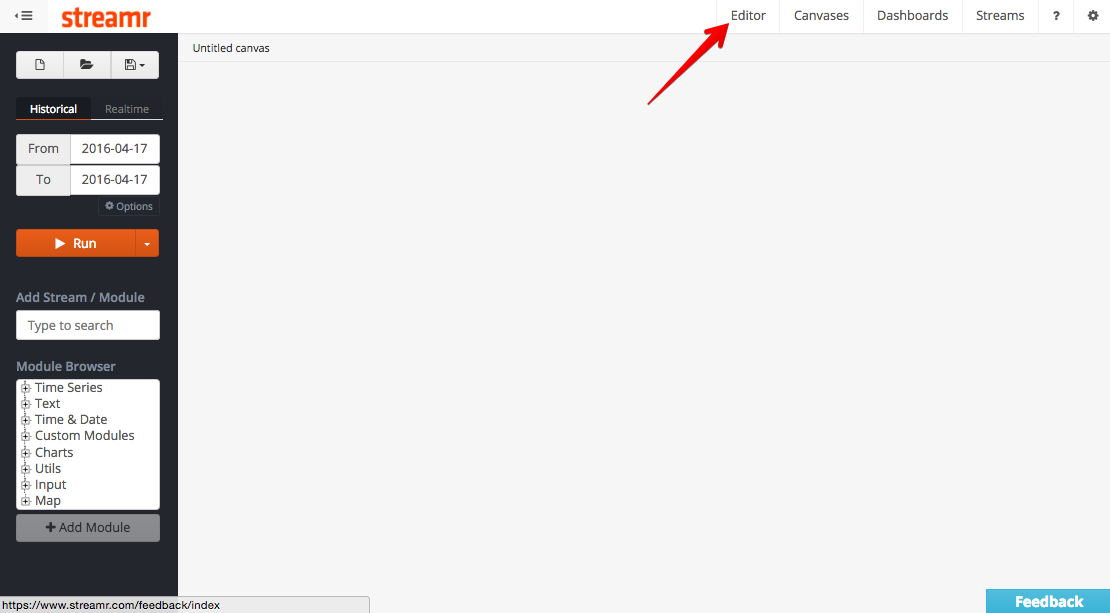 streamr
Editor
Canvases
Dashboards
Streams
?
Untitled canvas
Historical
Realtime
From
2016-04-17
To
2016-04-17
Options
Run
Add Stream / Module
Type to search
Module Browser
Time Series
Text
Time & Date
Custom Modules
Charts
Utils
Input
Map
Add Module
https://www.streamr.com/feedback/index
Feedback